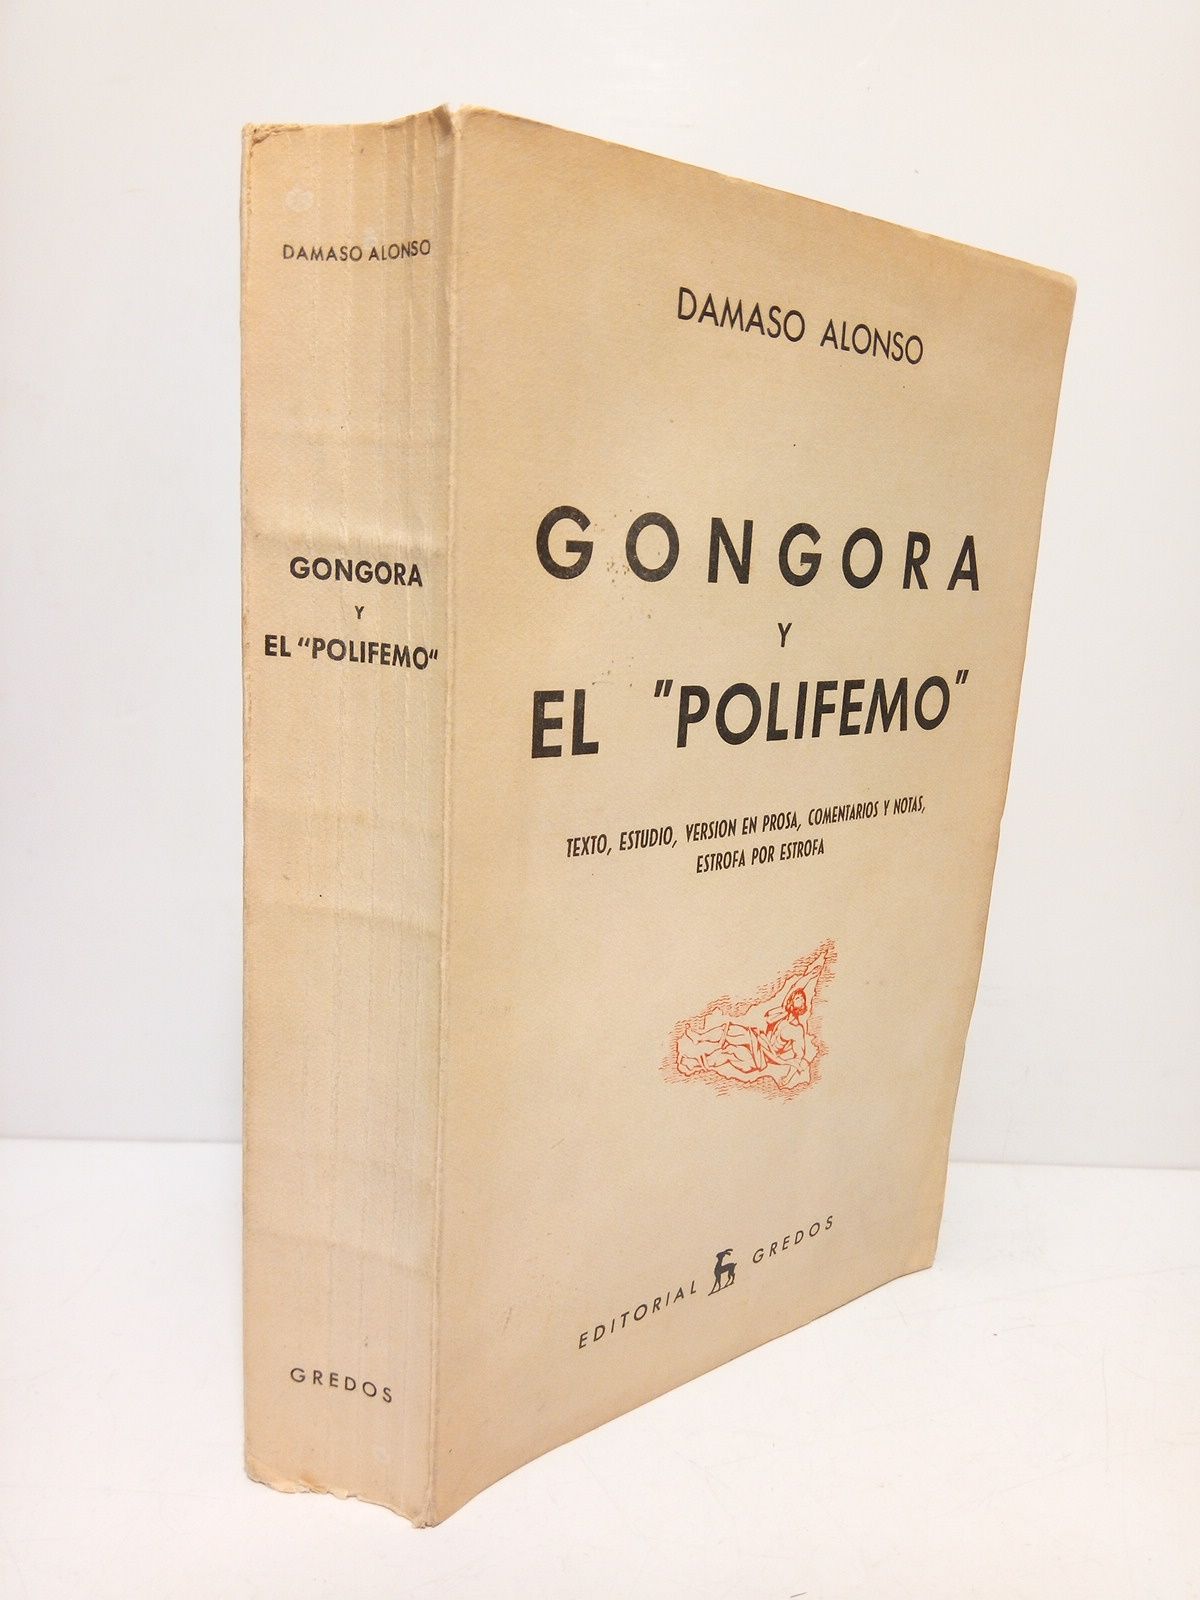 DAMASO ALONSO
GONGORA
Y
EL "POLIFEMO"
GREDOS
DAMASO ALONSO
GONGORA
Y
EL "POLIFEMO"
TEXTO, ESTUDIO, VERSION EN PROSA, COMENTARIOS Y NOTAS,
ESTROFA POR ESTROFA
EDITORIAL GREDOS